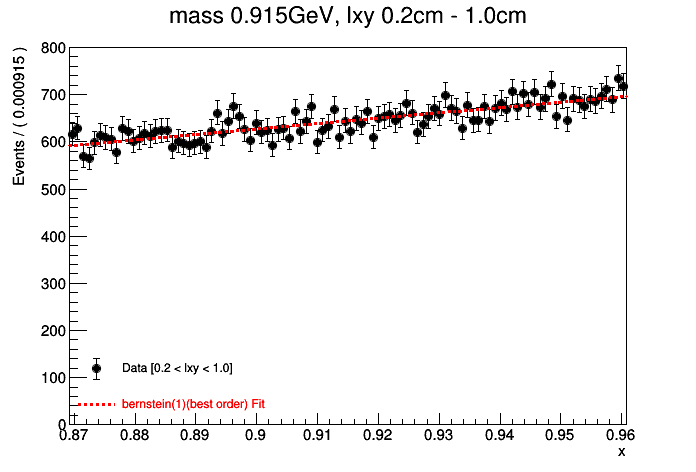 mass 0.915GeV, lxy 0.2cm - 1.0cm
Events / ( 0.000915 )
800
700
600
500
400
300
200
100
0
Data [0.2 < lxy < 1.0]
bernstein(1)(best order) Fit
0.87 0.88 0.89 0.9 0.91 0.92 0.93 0.94 0.95 0.96
x